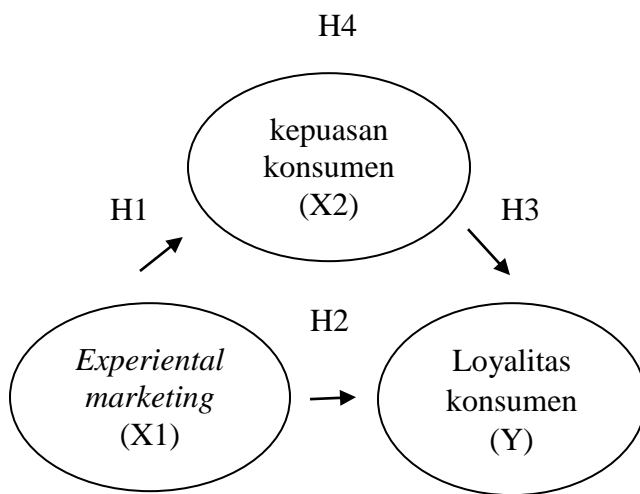 H4
kepuasan
konsumen
(X2)
H1
H3
H2
Experiental
marketing
(X1)
Loyalitas
konsumen
(Y)